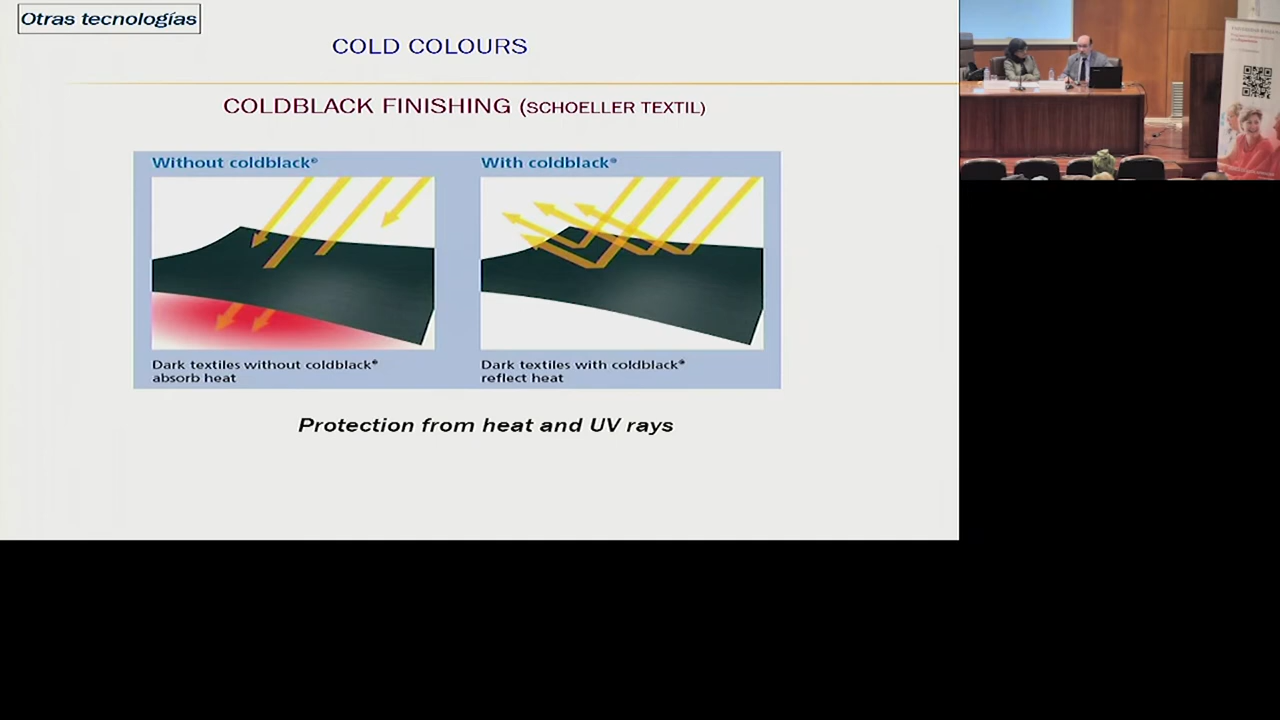 Otras tecnologías
COLD COLOURS
COLDBLACK FINISHING (SCHOELLER TEXTIL)
Without coldblack®
With coldblack®
Dark textiles without coldblack®
absorb heat
Dark textiles with coldblack®
reflect heat
Protection from heat and UV rays